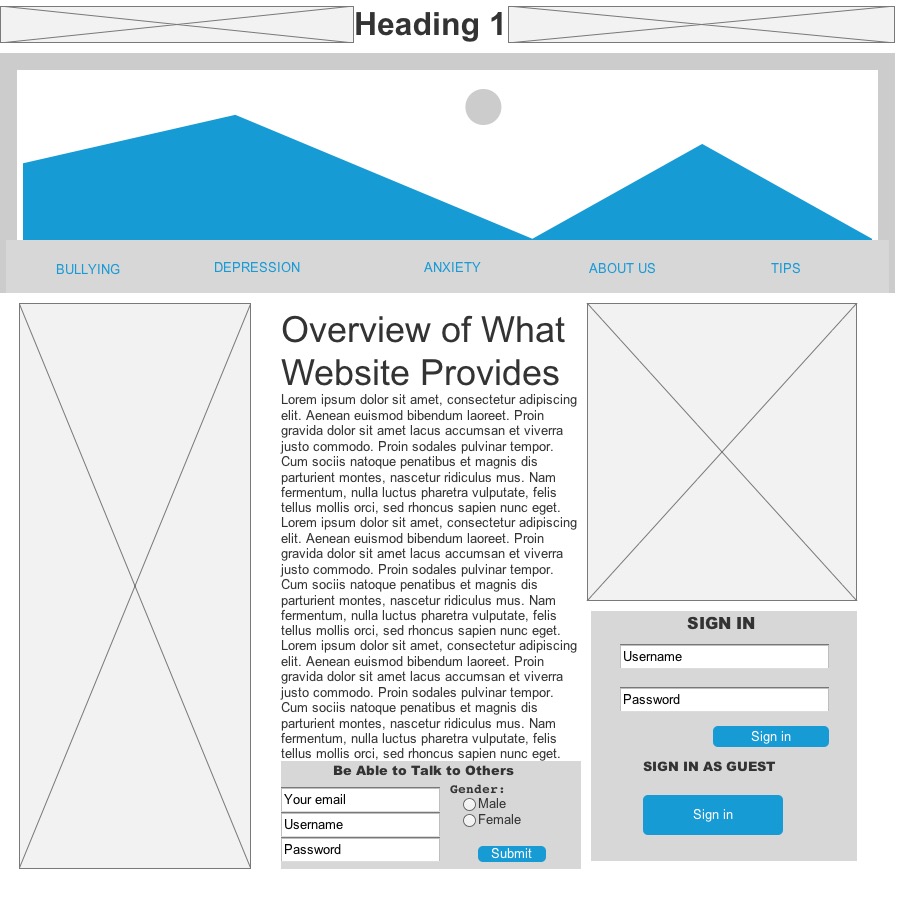 Heading 1
BULLYING
DEPRESSION
ANXIETY
ABOUT US
TIPS
Overview of What
Website Provides
Lorem ipsum dolor sit amet, consectetur adipiscing
elit. Aenean euismod bibendum laoreet. Proin
gravida dolor sit amet lacus accumsan et viverra
justo commodo. Proin sodales pulvinar tempor.
Cum sociis natoque penatibus et magnis dis
parturient montes, nascetur ridiculus mus. Nam
fermentum, nulla luctus pharetra vulputate, felis
tellus mollis orci, sed rhoncus sapien nunc eget.
Lorem ipsum dolor sit amet, consectetur adipiscing
elit. Aenean euismod bibendum laoreet. Proin
gravida dolor sit amet lacus accumsan et viverra
justo commodo. Proin sodales pulvinar tempor.
Cum sociis natoque penatibus et magnis dis
parturient montes, nascetur ridiculus mus. Nam
fermentum, nulla luctus pharetra vulputate, felis
tellus mollis orci, sed rhoncus sapien nunc eget.
Lorem ipsum dolor sit amet, consectetur adipiscing
elit. Aenean euismod bibendum laoreet. Proin
gravida dolor sit amet lacus accumsan et viverra
justo commodo. Proin sodales pulvinar tempor.
Cum sociis natoque penatibus et magnis dis
parturient montes, nascetur ridiculus mus. Nam
fermentum, nulla luctus pharetra vulputate, felis
tellus mollis orci, sed rhoncus sapien nunc eget.
Be Able to Talk to Others
Your email
Username
Password
Gender:
Male
Female
Submit
SIGN IN
Username
Password
Sign in
SIGN IN AS GUEST
Sign in